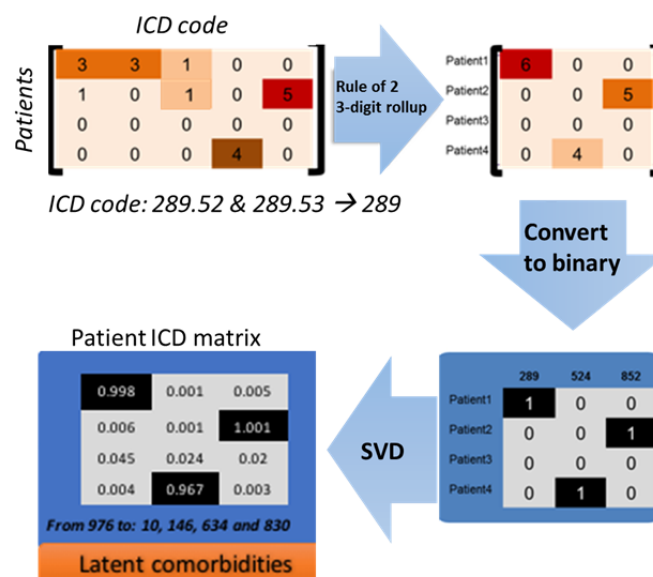 ICD code
Patients
3 3 1 0 0
1 0 1 0 5
0 0 0 0 0
0 0 0 4 0
ICD code: 289.52 & 289.53 → 289
Rule of 2
3-digit rollup
Patient1 6 0 0
Patient2 0 0 5
Patient3 0 0 0
Patient4 0 4 0
Convert
to binary
289 524 852
Patient1 1 0 0
Patient2 0 0 1
Patient3 0 0 0
Patient4 0 1 0
SVD
Patient ICD matrix
0.998 0.001 0.005
0.006 0.001 1.001
0.045 0.024 0.02
0.004 0.967 0.003
From 976 to: 10, 146, 634 and 830
Latent comorbidities